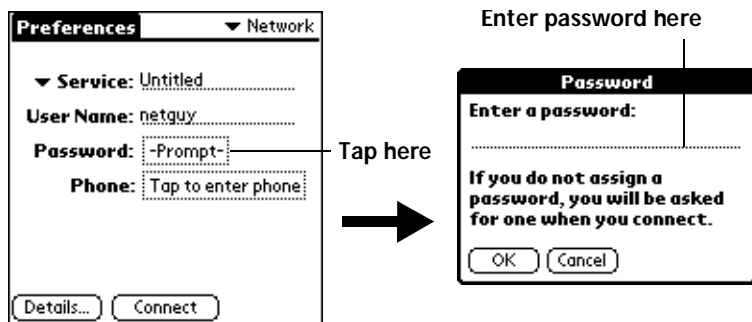 Preferences
Network
Service: Untitled
User Name: netguy
Password: -Prompt-
Phone: Tap to enter phone
Details...
Connect
Tap here
Enter password here
Password
Enter a password:
If you do not assign a
password, you will be asked
for one when you connect.
OK
Cancel